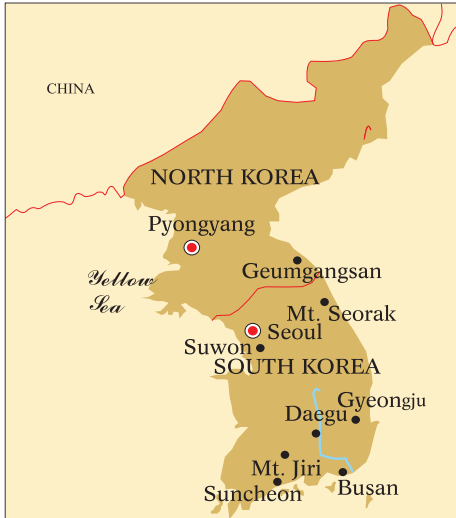 CHINA
NORTH KOREA
Pyongyang
Yellow
Sea
Geumgangsan
Mt. Seorak
Seoul
Suwon
SOUTH KOREA
Gyeongju
Daegu
Mt. Jiri
Suncheon
Busan